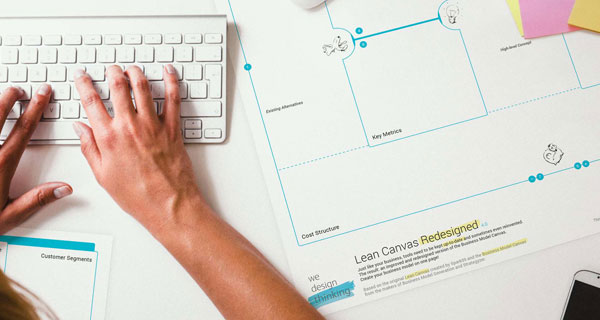 High-level Concept
Existing Alternatives
Key Metrics
Cost Structure
Customer Segments
we
design
thinking
Lean Canvas Redesigned
Just like your business, tools need to be kept up-to-date and sometimes even reinvented.
The result: an improved and redesigned version of the Business Model Canvas.
Create your business model on one page!
Based on the original Lean Canvas created by Spark59 and the Business Model
from the makers of Business Model Generation and Strategyzer.